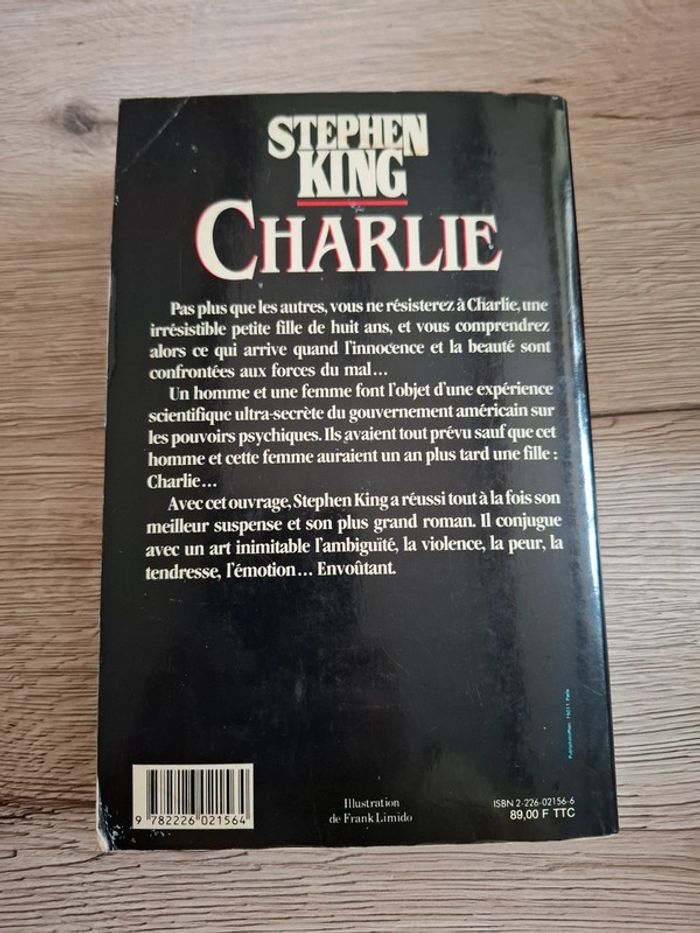 STEPHEN
KING
CHARLIE
Pas plus que les autres, vous ne résisterez à Charlie, une
irrésistible petite fille de huit ans, et vous comprendrez
alors ce qui arrive quand l'innocence et la beauté sont
confrontées aux forces du mal...
Un homme et une femme font l'objet d'une expérience
scientifique ultra-secrète du gouvernement américain sur
les pouvoirs psychiques. Ils avaient tout prévu sauf que cet
homme et cette femme auraient un an plus tard une fille :
Charlie...
Avec cet ouvrage, Stephen King a réussi tout à la fois son
meilleur suspense et son plus grand roman. Il conjugue
avec un art inimitable l'ambiguïté, la violence, la peur, la
tendresse, l'émotion... Envoûtant.
75011 Paris
9 782226 021564
Illustration
de Frank Limido
ISBN 2-226-02156-6
89,00 F TTC